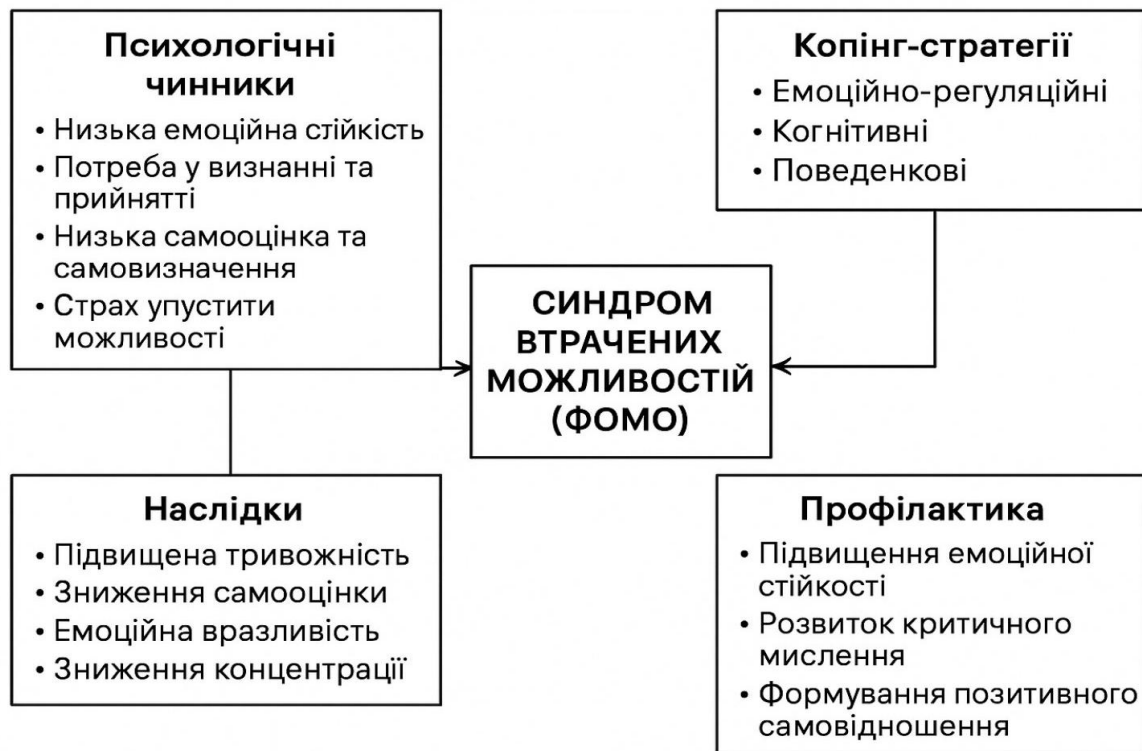 Психологічні
чинники
• Низька емоційна стійкість
• Потреба у визнанні та
прийнятті
• Низька самооцінка та
самовизначення
• Страх упустити
можливості
Копінг-стратегії
• Емоційно-регуляційні
• Когнітивні
• Поведенкові
СИНДРОМ
ВТРАЧЕНИХ
МОЖЛИВОСТІЙ
(ФОМО)
Наслідки
• Підвищена тривожність
• Зниження самооцінки
• Емоційна вразливість
• Зниження концентрації
Профілактика
• Підвищення емоційної
стійкості
• Розвиток критичного
мислення
• Формування позитивного
самовідношення